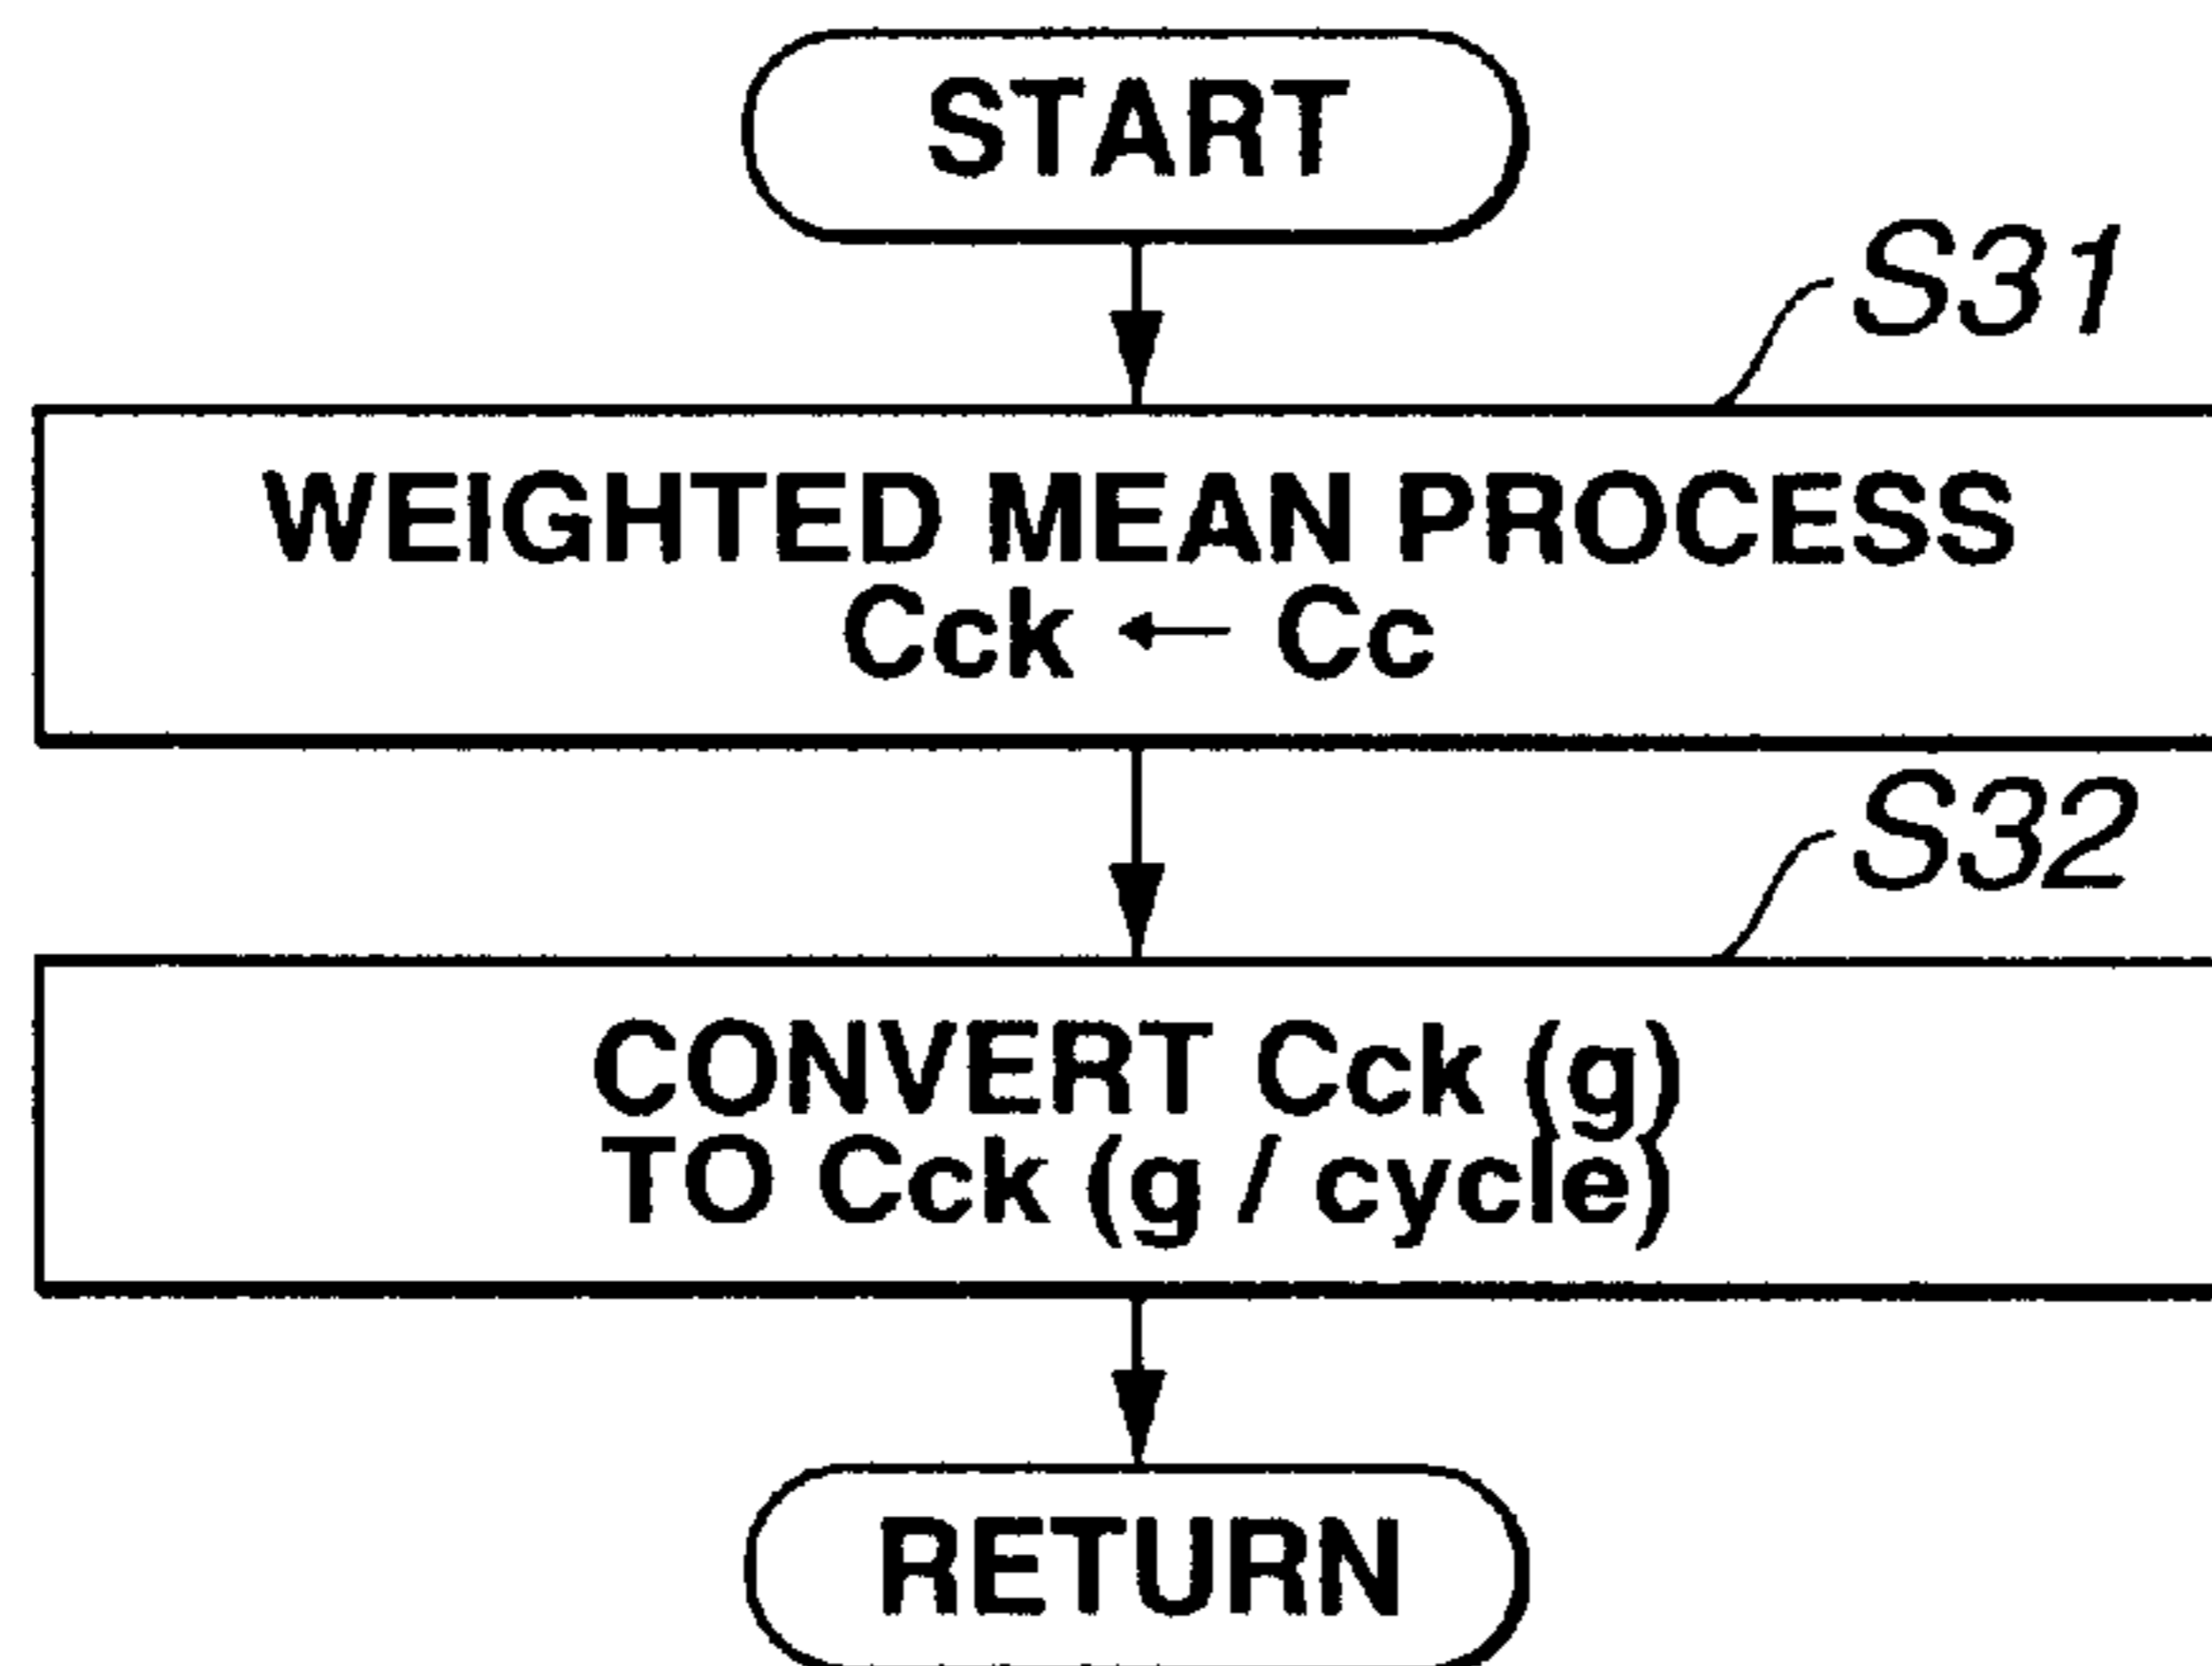 START
S31
WEIGHTED MEAN PROCESS
Cck ← Cc
S32
CONVERT Cck (g)
TO Cck (g / cycle)
RETURN